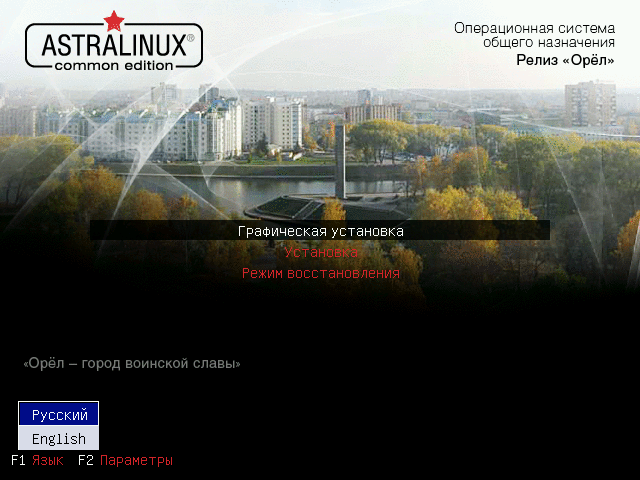 ASTRALINUX®
common edition
Операционная система
общего назначения
Релиз «Орёл»
Графическая установка
Установка
Режим восстановления
«Орёл – город воинской славы»
Русский
English
F1 Язык F2 Параметры